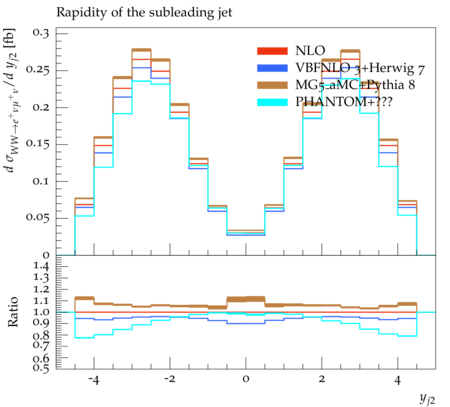 Rapidity of the subleading jet
d σ_{WW→e⁺νμ⁺ν}/d y_{j2} [fb]
0.3
NLO
VBFNLO 3+Herwig 7
0.25
MG5_aMC+Pythia 8
PHANTOM+???
0.2
0.15
0.1
0.05
0
Ratio
1.4
1.3
1.2
1.1
1.0
0.9
0.8
0.7
0.6
0.5
-4 -2 0 2 4
y_{j2}